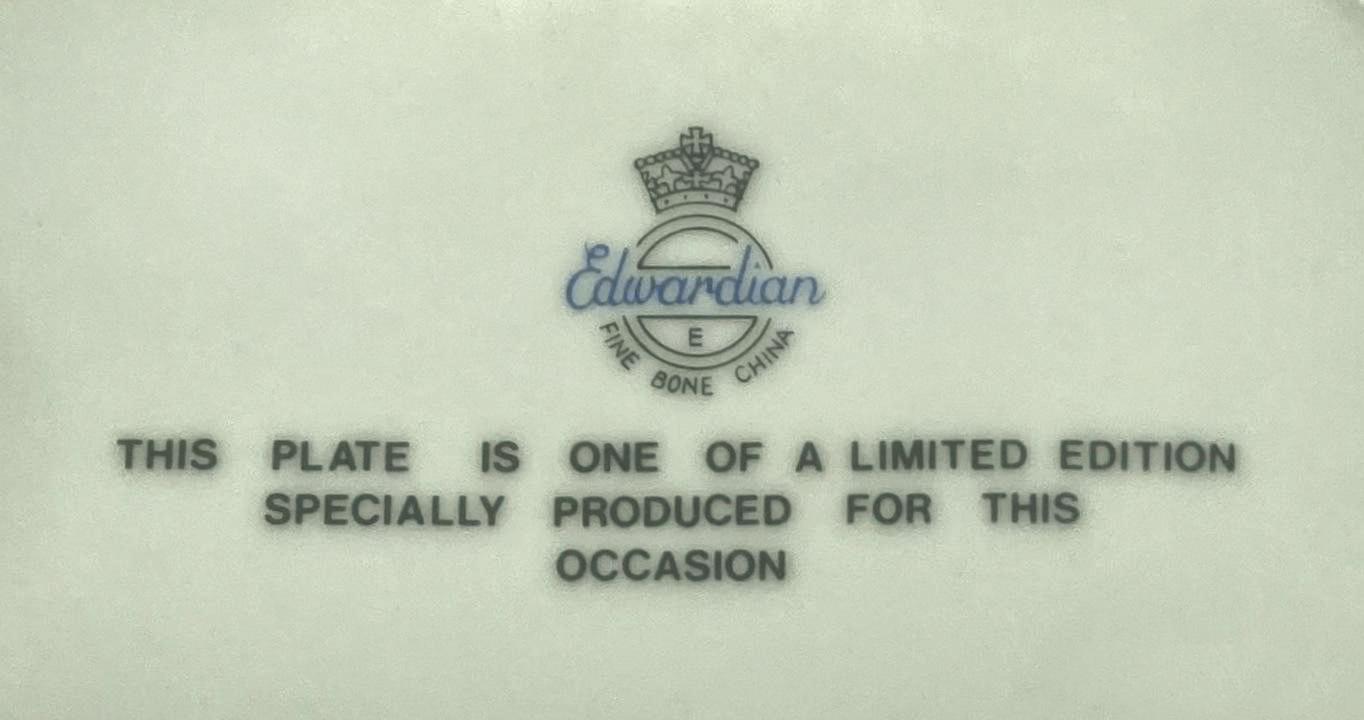 Edwardian
E
FINE BONE CHINA
THIS PLATE IS ONE OF A LIMITED EDITION
SPECIALLY PRODUCED FOR THIS
OCCASION